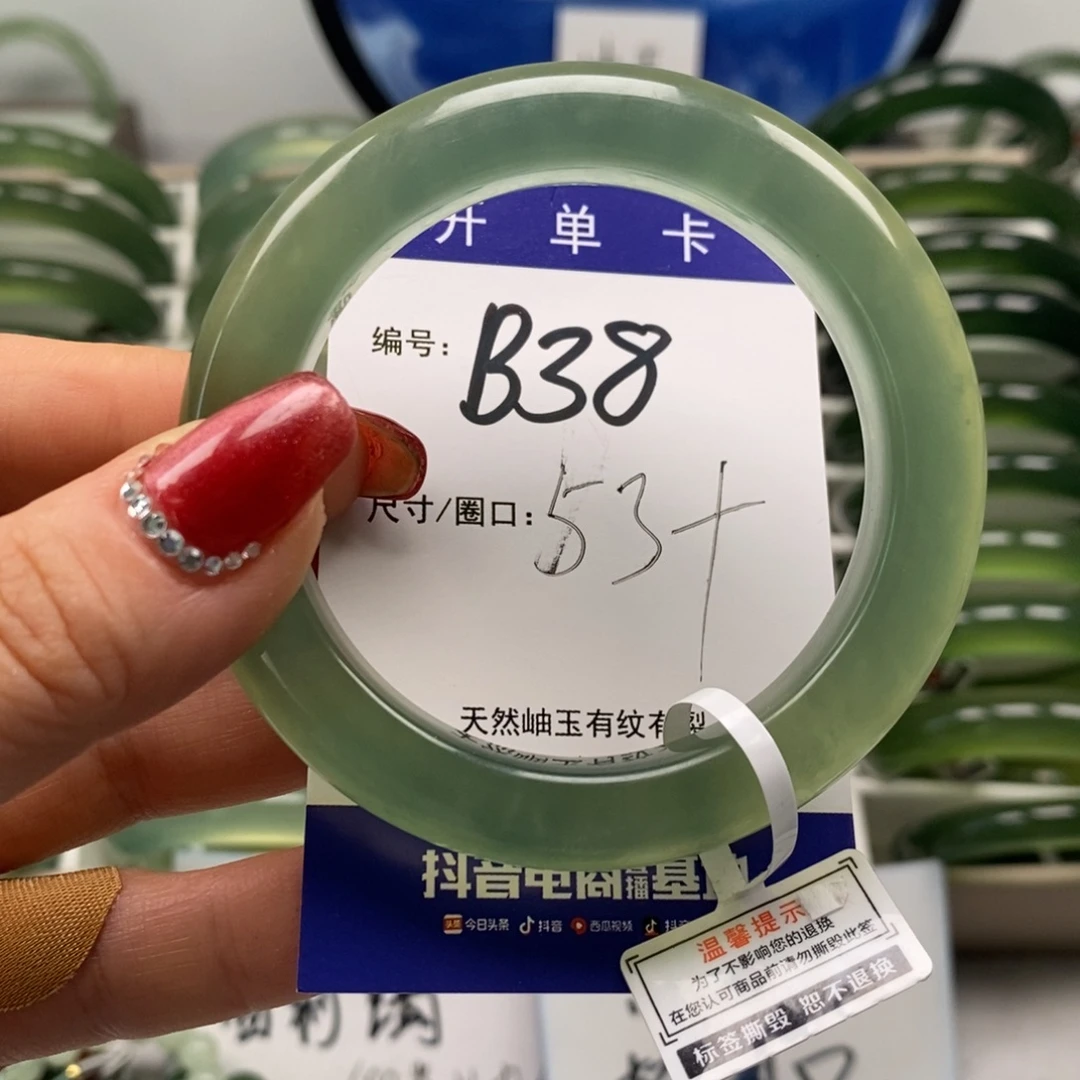 开单卡
编号：B38
尺寸/圈口：53+
天然岫玉有纹有裂
抖音电商直播基地
今日头条 抖音 西瓜视频 抖音
温馨提示
为了不影响您的退换
在您认可商品前请勿撕毁此签
标签撕毁 恕不退换